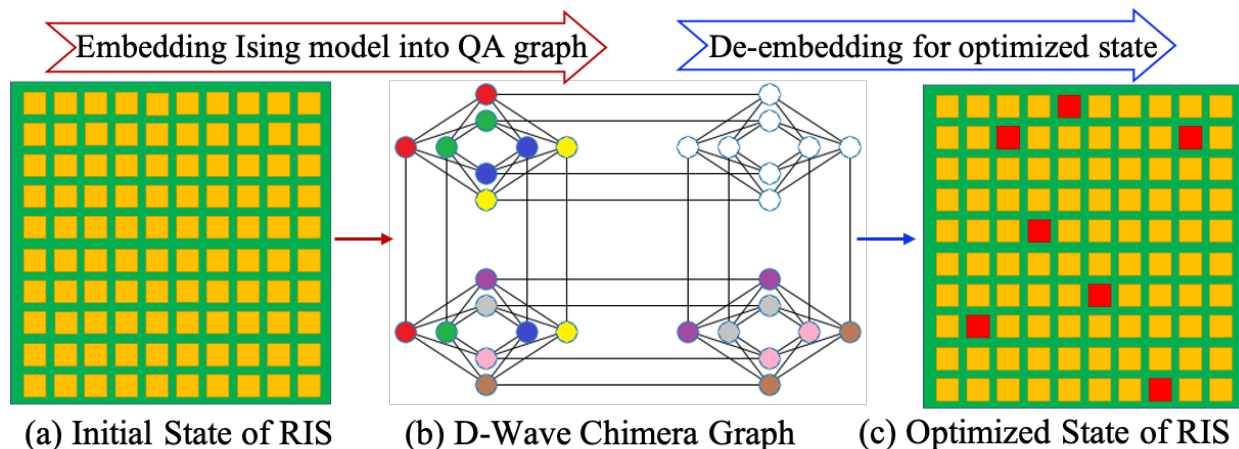 Embedding Ising model into QA graph
De-embedding for optimized state
(a) Initial State of RIS
(b) D-Wave Chimera Graph
(c) Optimized State of RIS